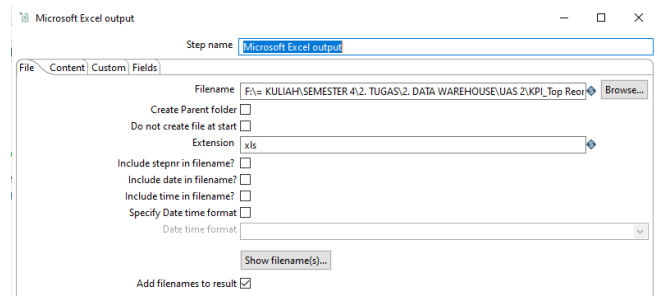 Microsoft Excel output
Step name Microsoft Excel output
File Content Custom Fields
Filename F:\= KULIAH\SEMESTER 4\2. TUGAS\2. DATA WAREHOUSE\UAS 2\KPI_Top Reor Browse...
Create Parent folder
Do not create file at start
Extension xls
Include stepnr in filename?
Include date in filename?
Include time in filename?
Specify Date time format
Date time format
Show filename(s)...
Add filenames to result